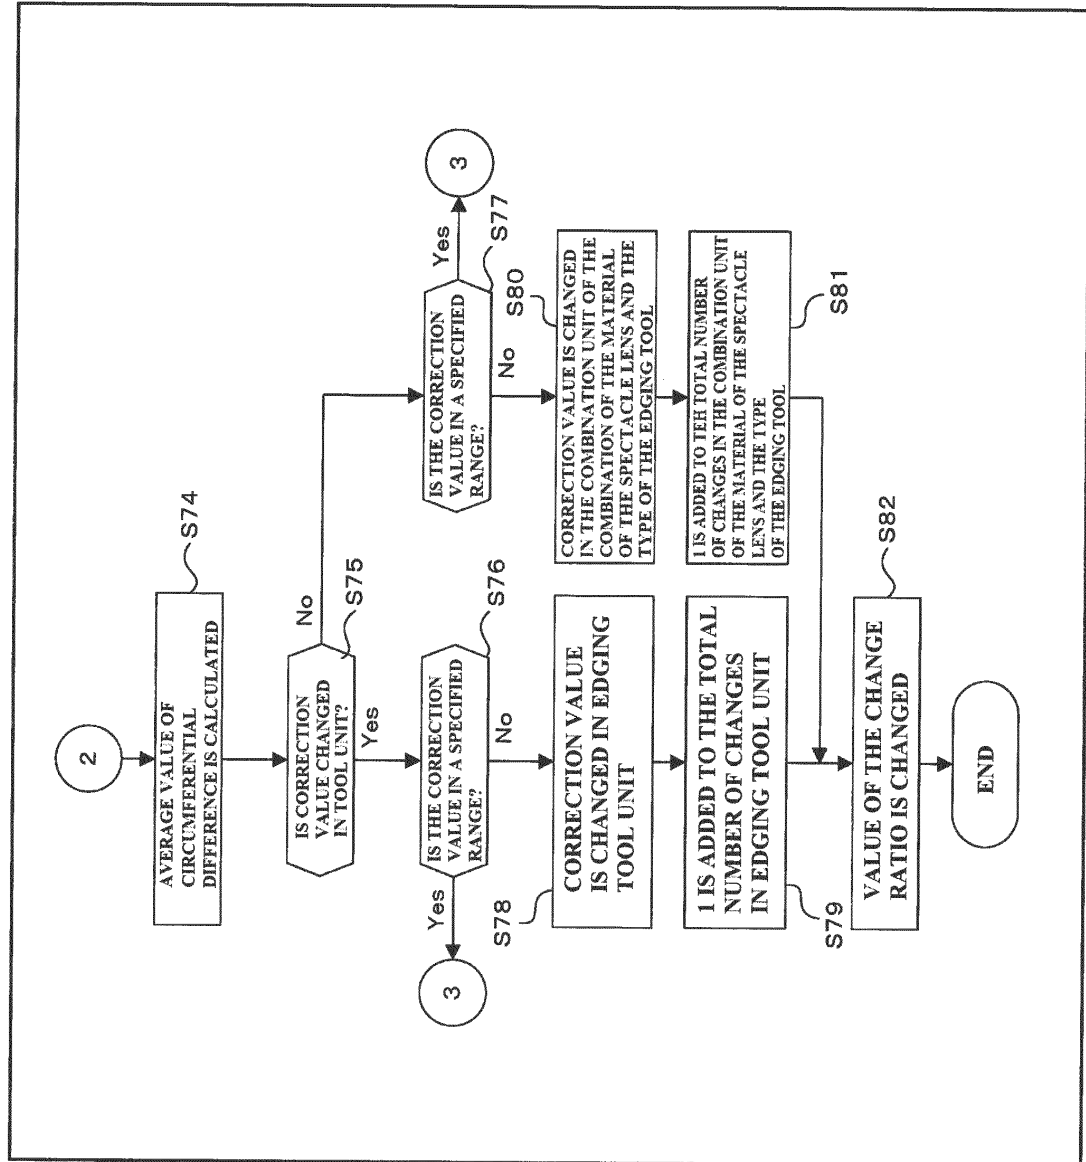 2
AVERAGE VALUE OF
CIRCUMFERENTIAL
DIFFERENCE IS CALCULATED
S74
IS CORRECTION
VALUE CHANGED
IN TOOL UNIT?
S75
No
Yes
IS THE CORRECTION
VALUE IN A SPECIFIED
RANGE?
S76
Yes
3
No
IS THE CORRECTION
VALUE IN A SPECIFIED
RANGE?
S77
Yes
3
No
CORRECTION VALUE
IS CHANGED IN EDGING
TOOL UNIT
S78
CORRECTION VALUE IS CHANGED
IN THE COMBINATION UNIT OF THE
COMBINATION OF THE MATERIAL
OF THE SPECTACLE LENS AND THE
TYPE OF THE EDGING TOOL
S80
1 IS ADDED TO THE TOTAL
NUMBER OF CHANGES
IN EDGING TOOL UNIT
S79
1 IS ADDED TO TEH TOTAL NUMBER
OF CHANGES IN THE COMBINATION UNIT
OF THE MATERIAL OF THE SPECTACLE
LENS AND THE TYPE
OF THE EDGING TOOL
S81
VALUE OF THE CHANGE
RATIO IS CHANGED
S82
END